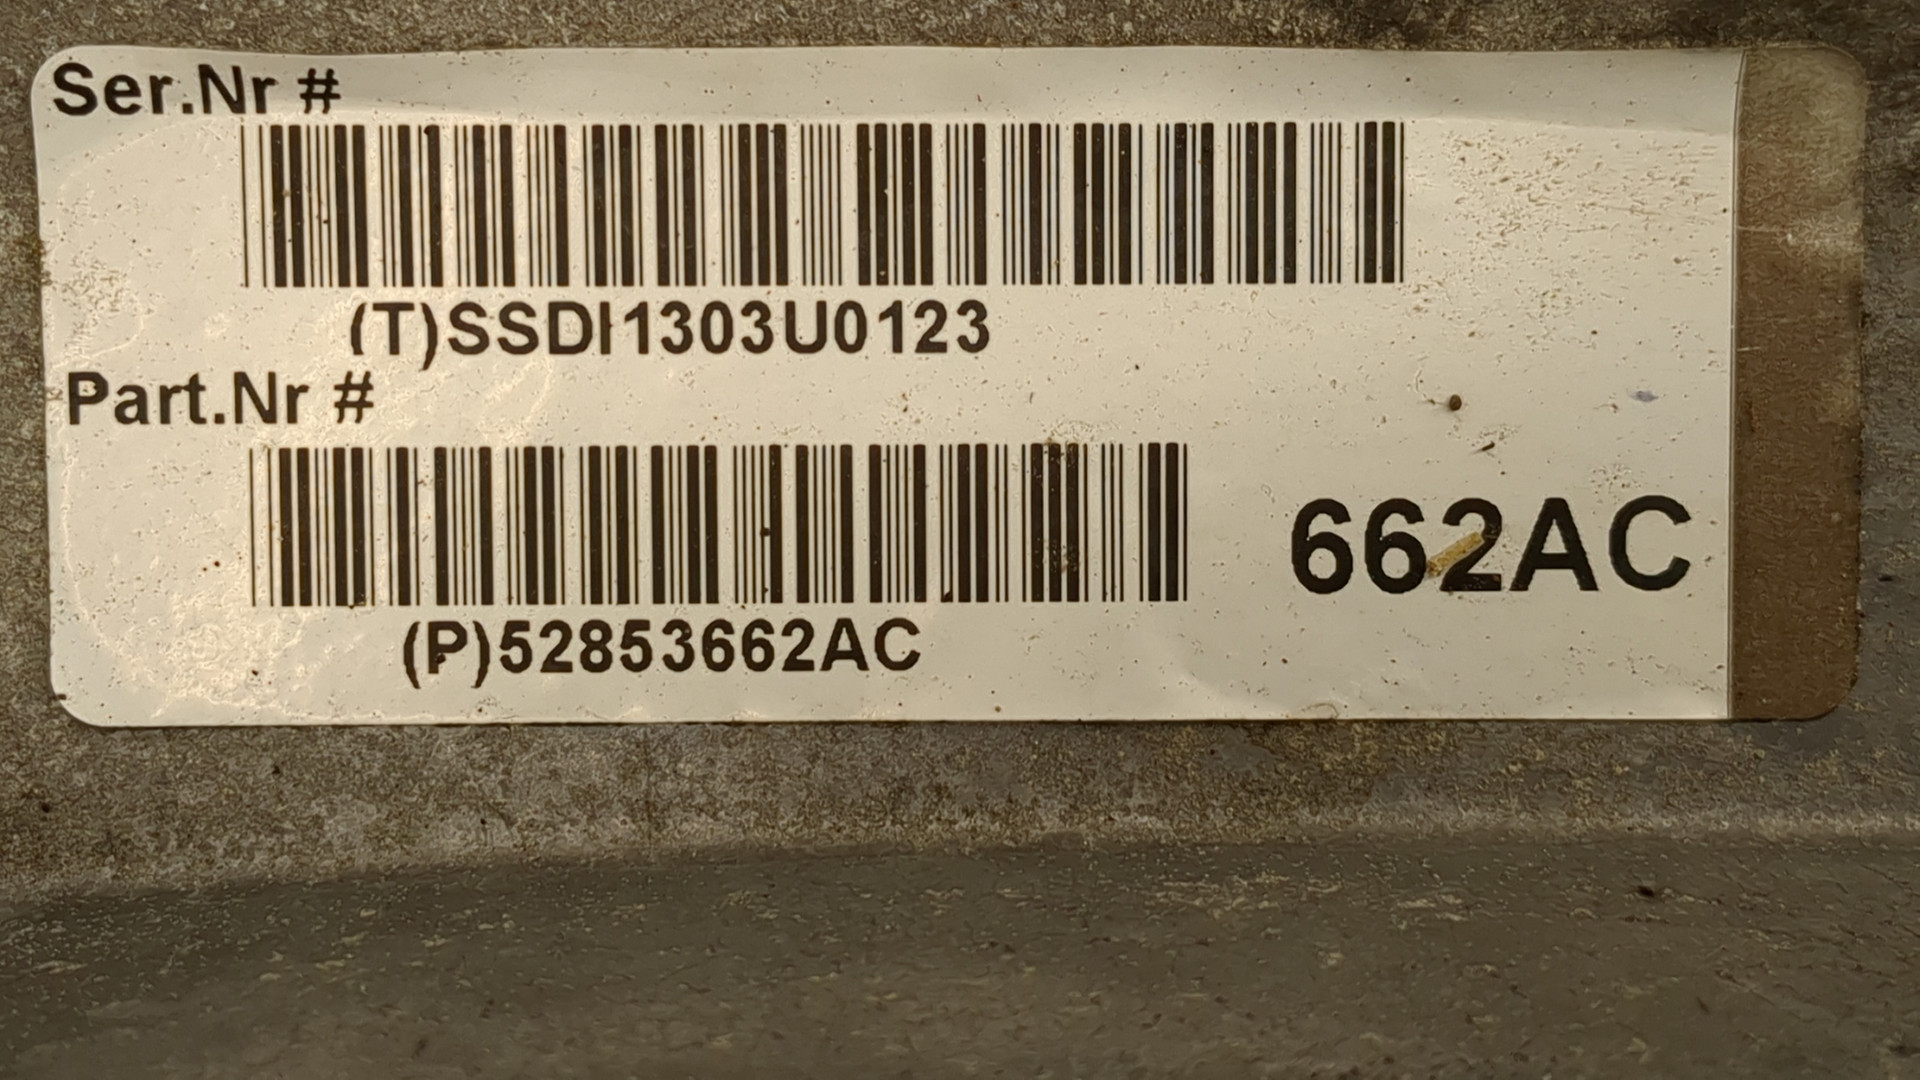 Ser.Nr #
(T)SSDI1303U0123
Part.Nr #
(P)52853662AC
662AC